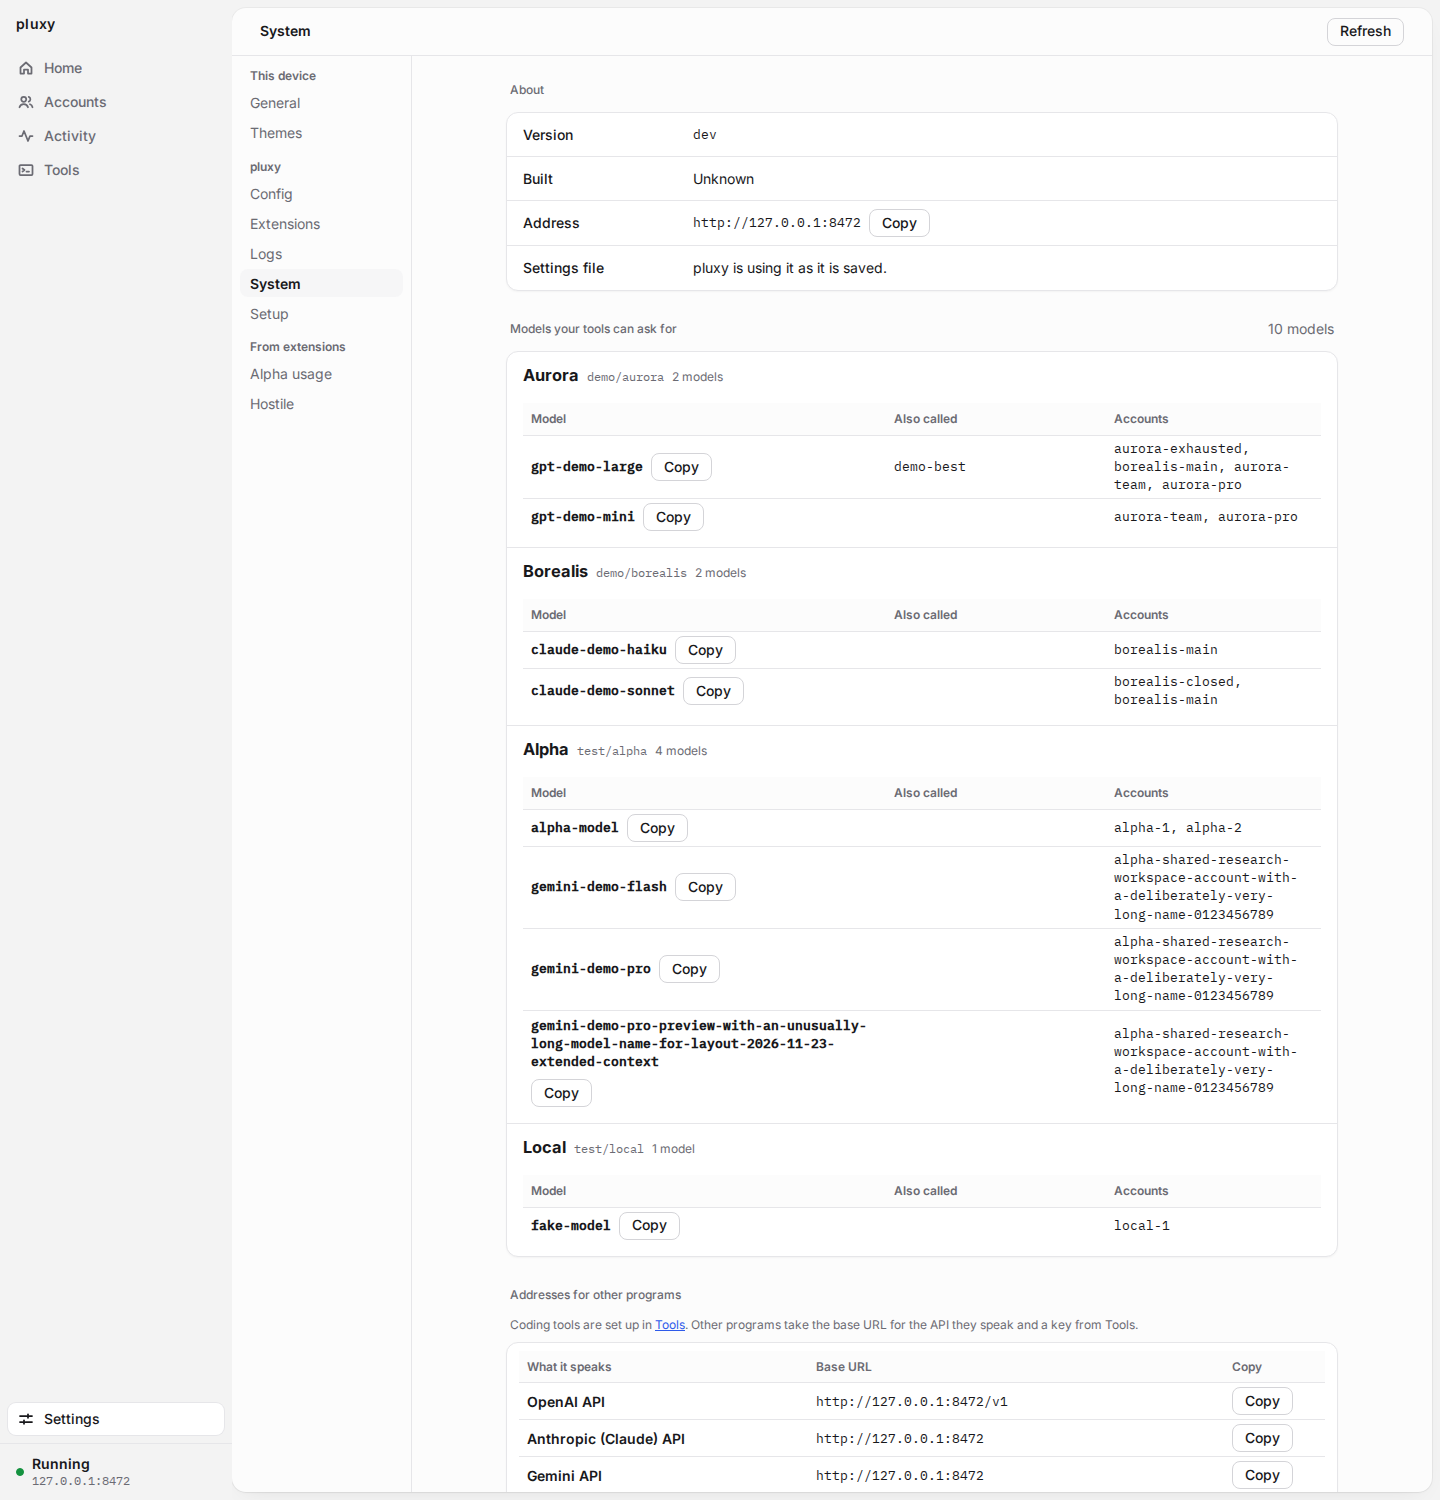 pluxy
Home
Accounts
Activity
Tools
Settings
Running
127.0.0.1:8472
System
Refresh
This device
General
Themes
pluxy
Config
Extensions
Logs
System
Setup
From extensions
Alpha usage
Hostile
About
Version dev
Built Unknown
Address http://127.0.0.1:8472 Copy
Settings file pluxy is using it as it is saved.
Models your tools can ask for 10 models
Aurora demo/aurora 2 models
Model Also called Accounts
gpt-demo-large Copy demo-best aurora-exhausted,
borealis-main, aurora-
team, aurora-pro
gpt-demo-mini Copy aurora-team, aurora-pro
Borealis demo/borealis 2 models
Model Also called Accounts
claude-demo-haiku Copy borealis-main
claude-demo-sonnet Copy borealis-closed,
borealis-main
Alpha test/alpha 4 models
Model Also called Accounts
alpha-model Copy alpha-1, alpha-2
gemini-demo-flash Copy alpha-shared-research-
workspace-account-with-
a-deliberately-very-
long-name-0123456789
gemini-demo-pro Copy alpha-shared-research-
workspace-account-with-
a-deliberately-very-
long-name-0123456789
gemini-demo-pro-preview-with-an-unusually-
long-model-name-for-layout-2026-11-23-
extended-context
Copy
alpha-shared-research-
workspace-account-with-
a-deliberately-very-
long-name-0123456789
Local test/local 1 model
Model Also called Accounts
fake-model Copy local-1
Addresses for other programs
Coding tools are set up in Tools. Other programs take the base URL for the API they speak and a key from Tools.
What it speaks Base URL Copy
OpenAI API http://127.0.0.1:8472/v1 Copy
Anthropic (Claude) API http://127.0.0.1:8472 Copy
Gemini API http://127.0.0.1:8472 Copy